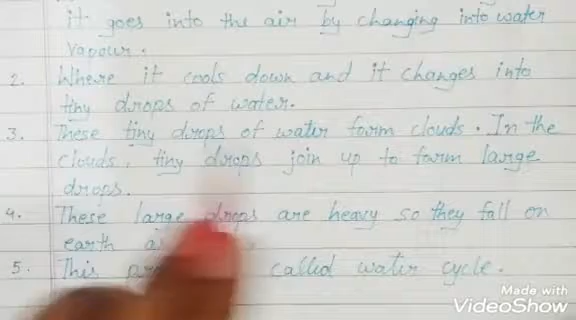 it goes into the air by changing into water
vapour.
2. Where it cools down and it changes into
tiny drops of water.
3. These tiny drops of water form clouds. In the
clouds, tiny drops join up to form large
drops.
4. These large drops are heavy so they fall on
earth
5. This called water cycle.
Made with
VideoShow